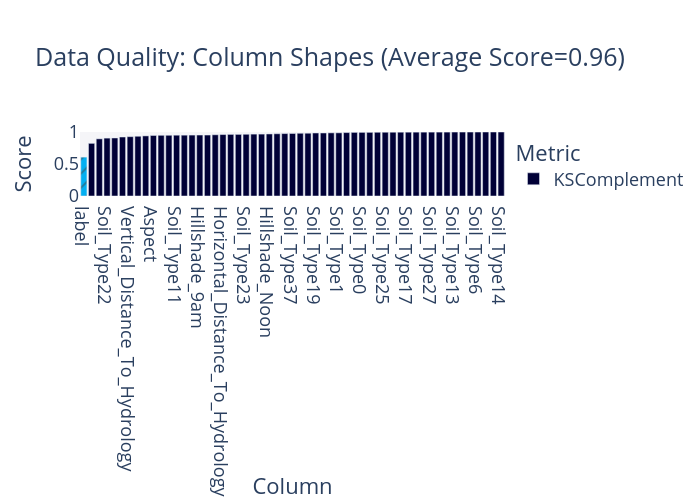 Data Quality: Column Shapes (Average Score=0.96)
Score
1
0.5
0
Metric
KSComplement
label
Soil_Type22
Vertical_Distance_To_Hydrology
Aspect
Soil_Type11
Hillshade_9am
Horizontal_Distance_To_Hydrology
Soil_Type23
Hillshade_Noon
Soil_Type37
Soil_Type19
Soil_Type1
Soil_Type0
Soil_Type25
Soil_Type17
Soil_Type27
Soil_Type13
Soil_Type6
Soil_Type14
Column